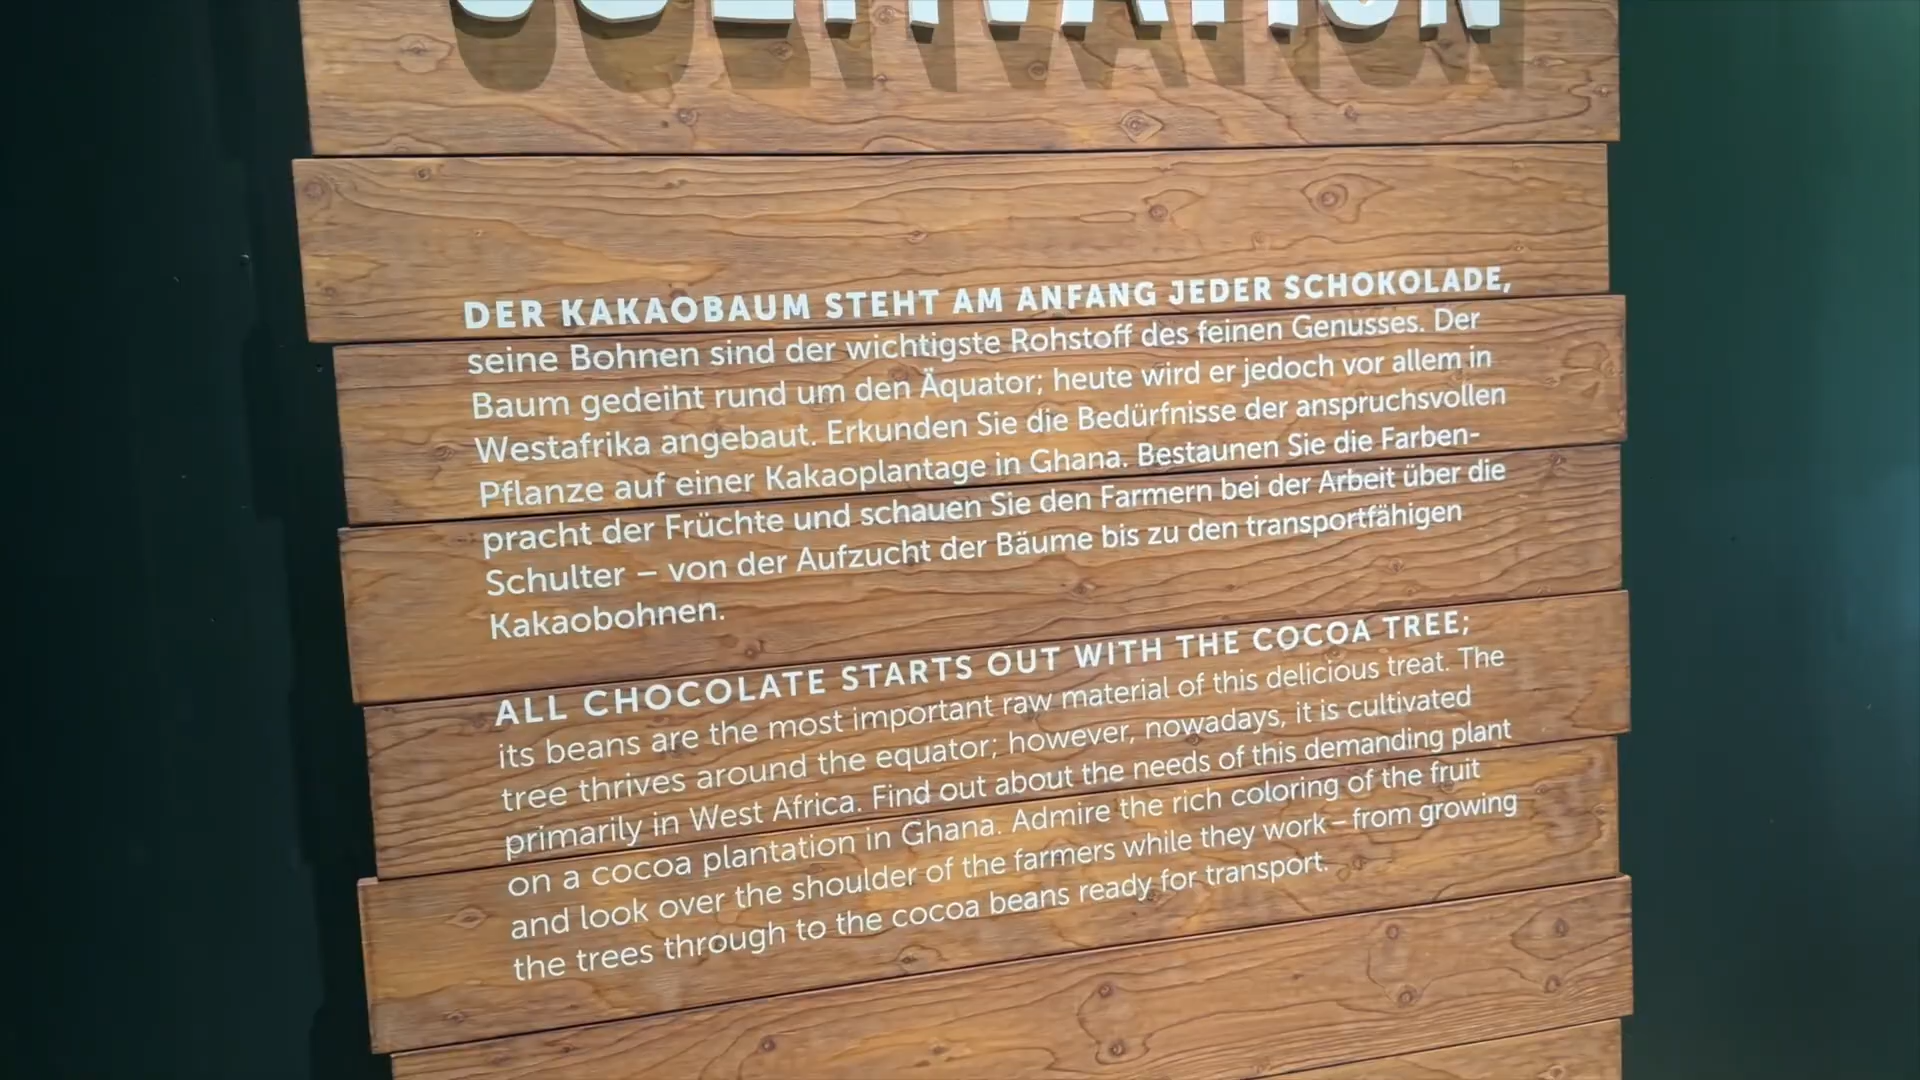 CULTIVATION
DER KAKAOBAUM STEHT AM ANFANG JEDER SCHOKOLADE,
seine Bohnen sind der wichtigste Rohstoff des feinen Genusses. Der
Baum gedeiht rund um den Äquator; heute wird er jedoch vor allem in
Westafrika angebaut. Erkunden Sie die Bedürfnisse der anspruchsvollen
Pflanze auf einer Kakaoplantage in Ghana. Bestaunen Sie die Farben-
pracht der Früchte und schauen Sie den Farmern bei der Arbeit über die
Schulter – von der Aufzucht der Bäume bis zu den transportfähigen
Kakaobohnen.
ALL CHOCOLATE STARTS OUT WITH THE COCOA TREE;
its beans are the most important raw material of this delicious treat. The
tree thrives around the equator; however, nowadays, it is cultivated
primarily in West Africa. Find out about the needs of this demanding plant
on a cocoa plantation in Ghana. Admire the rich coloring of the fruit
and look over the shoulder of the farmers while they work – from growing
the trees through to the cocoa beans ready for transport.